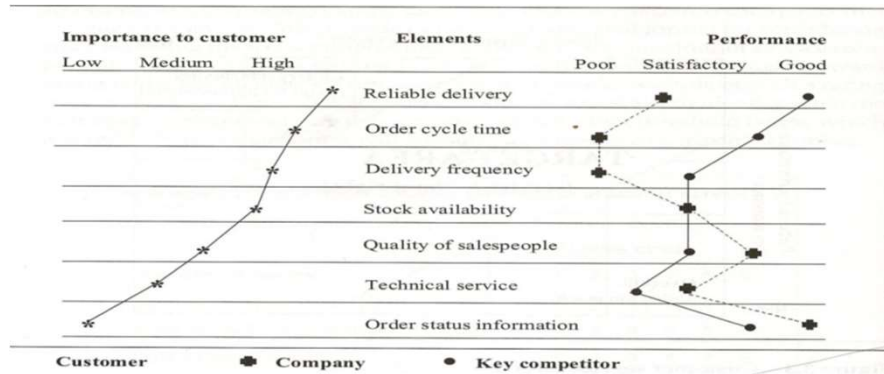 Importance to customer Elements Performance
Low Medium High Poor Satisfactory Good
Reliable delivery
Order cycle time
Delivery frequency
Stock availability
Quality of salespeople
Technical service
Order status information
Customer Company Key competitor